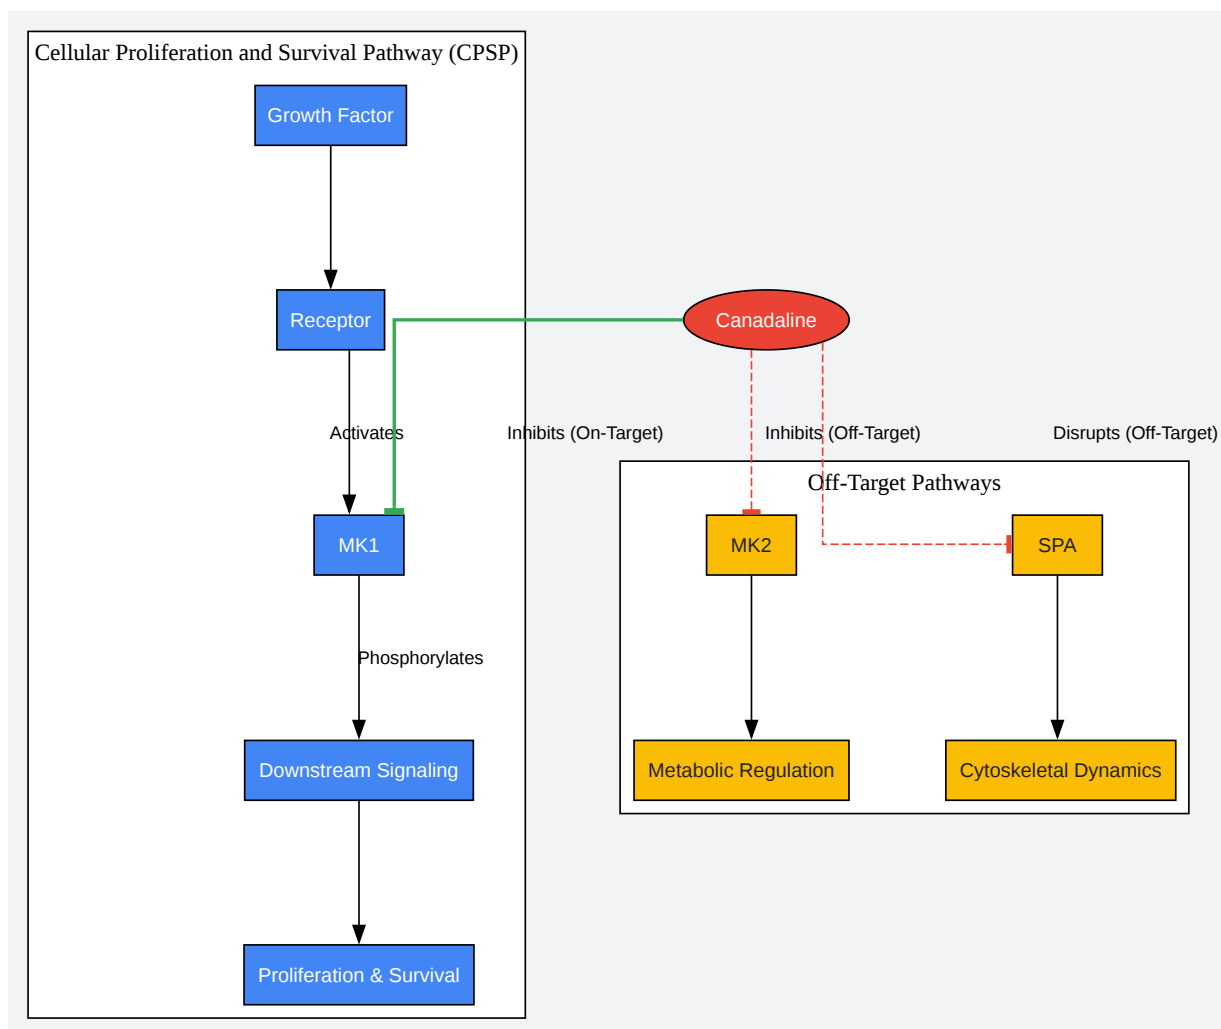 Cellular Proliferation and Survival Pathway (CPSP)
Growth Factor
Receptor
Canadaline
Activates
Inhibits (On-Target)
Inhibits (Off-Target)
Disrupts (Off-Target)
Off-Target Pathways
MK1
MK2
SPA
Phosphorylates
Downstream Signaling
Metabolic Regulation
Cytoskeletal Dynamics
Proliferation & Survival